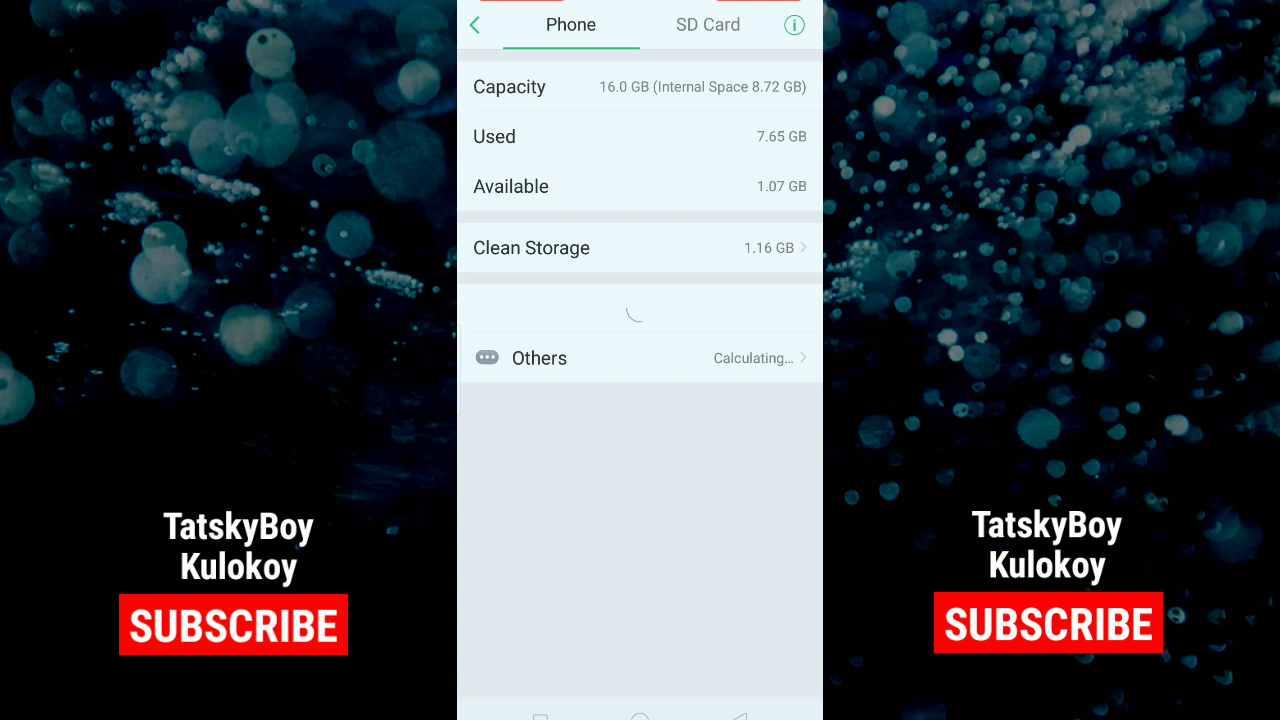 Phone
SD Card
Capacity
16.0 GB (Internal Space 8.72 GB)
Used
7.65 GB
Available
1.07 GB
Clean Storage
1.16 GB
Others
Calculating...
TatskyBoy
Kulokoy
SUBSCRIBE
TatskyBoy
Kulokoy
SUBSCRIBE